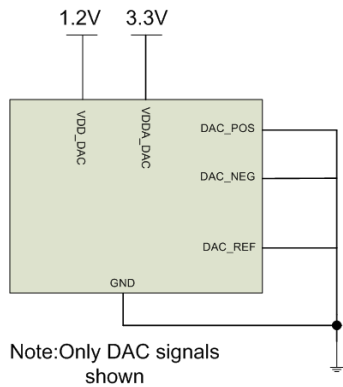 1.2V 3.3V
VDD_DAC
VDDA_DAC
DAC_POS
DAC_NEG
DAC_REF
GND
Note:Only DAC signals
shown